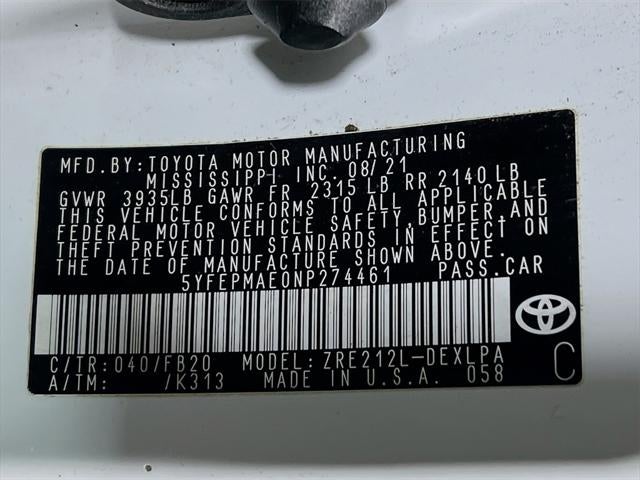 MFD.BY: TOYOTA MOTOR MANUFACTURING
MISSISSIPPI INC. 08/21
GVWR 3935LB GAWR FR 2315 LB RR 2140 LB
THIS VEHICLE CONFORMS TO ALL APPLICABLE
FEDERAL MOTOR VEHICLE SAFETY, BUMPER, AND
THEFT PREVENTION STANDARDS IN EFFECT ON
THE DATE OF MANUFACTURE SHOWN ABOVE.
5YFEPMAE0NP274461 PASS.CAR
C/TR: 040/FB20 MODEL: ZRE212L-DEXLPA
A/TM: /K313 MADE IN U.S.A. 058
C